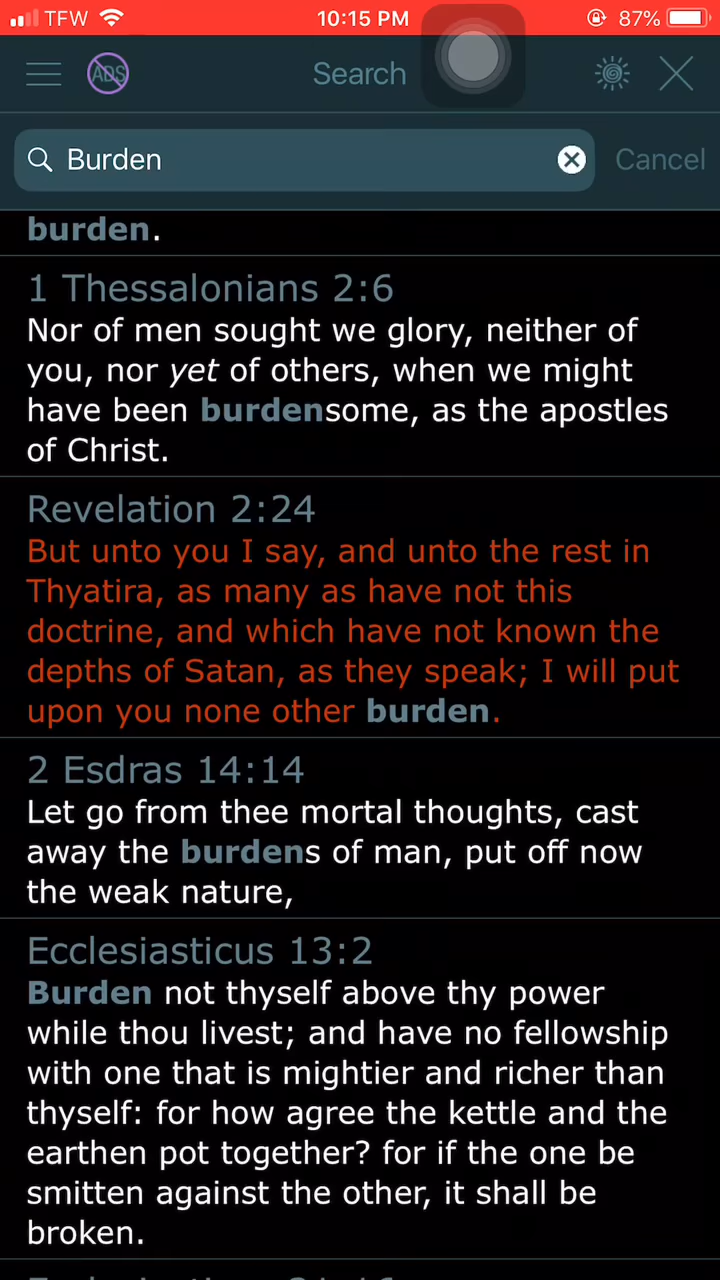 TFW 10:15 PM 87%
ADS Search
Burden Cancel
burden.
1 Thessalonians 2:6
Nor of men sought we glory, neither of
you, nor yet of others, when we might
have been burdensome, as the apostles
of Christ.
Revelation 2:24
But unto you I say, and unto the rest in
Thyatira, as many as have not this
doctrine, and which have not known the
depths of Satan, as they speak; I will put
upon you none other burden.
2 Esdras 14:14
Let go from thee mortal thoughts, cast
away the burdens of man, put off now
the weak nature,
Ecclesiasticus 13:2
Burden not thyself above thy power
while thou livest; and have no fellowship
with one that is mightier and richer than
thyself: for how agree the kettle and the
earthen pot together? for if the one be
smitten against the other, it shall be
broken.